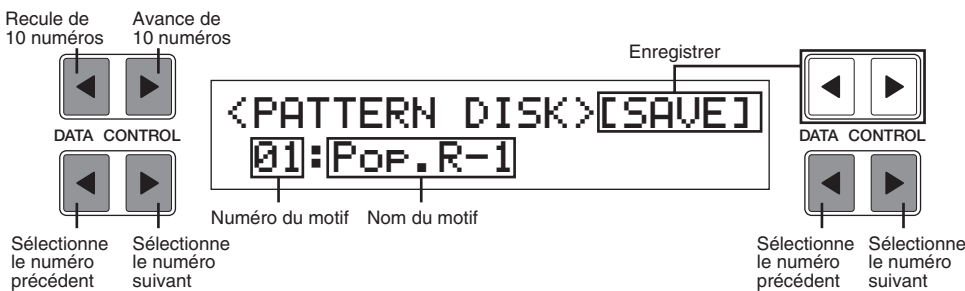 Recule de
10 numéros
Avance de
10 numéros
DATA CONTROL
Sélectionne
le numéro
précédent
Sélectionne
le numéro
suivant
<PATTERN DISK>[SAVE]
01:Pop.R-1
Numéro du motif
Nom du motif
Enregistrer
DATA CONTROL
Sélectionne
le numéro
précédent
Sélectionne
le numéro
suivant